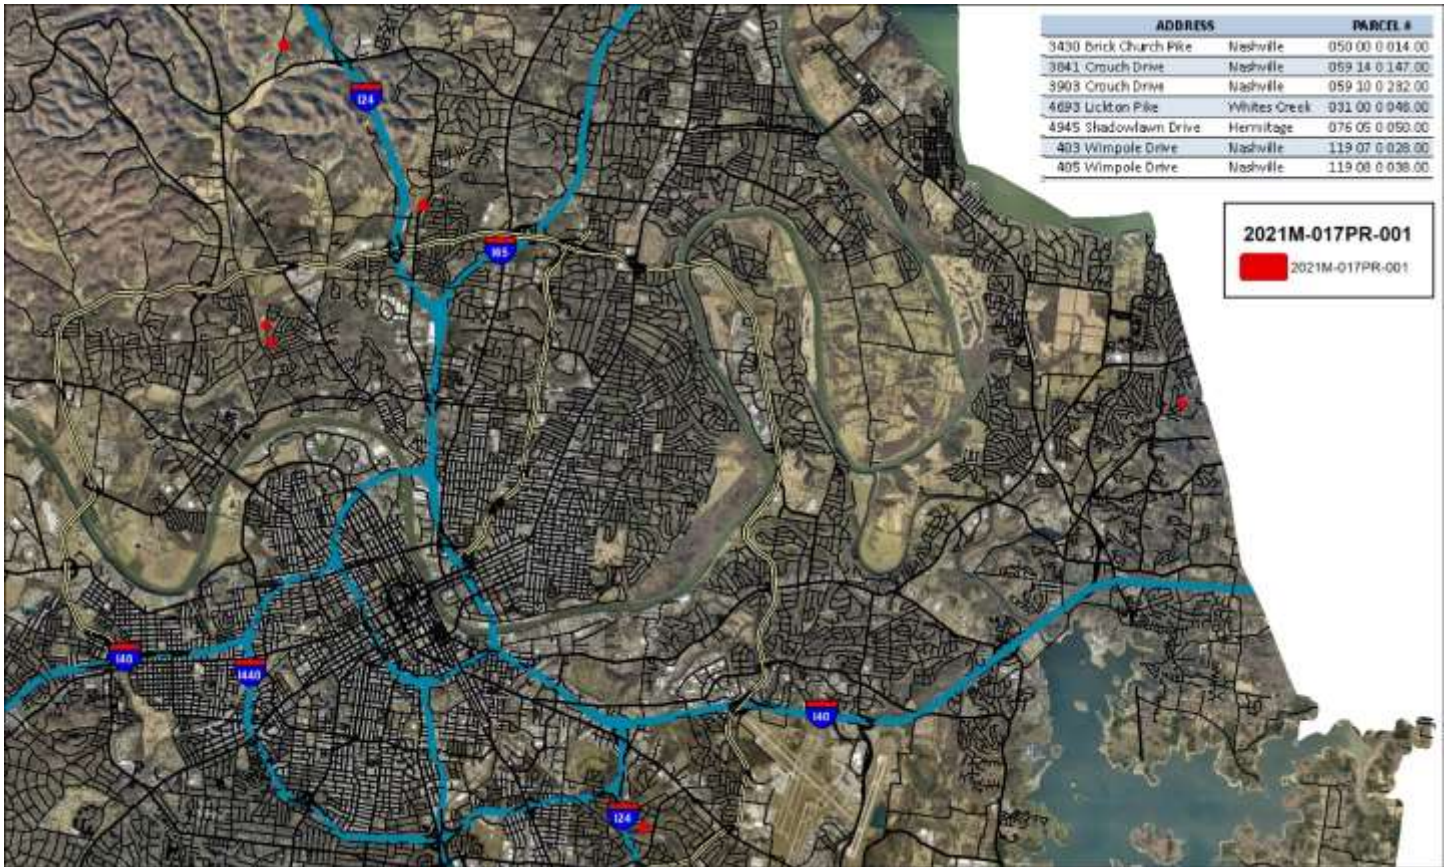 ADDRESS PARCEL #
3430 Brick Church Pike Nashville 050 00 0 014.00
3841 Crouch Drive Nashville 059 14 0 147.00
3903 Crouch Drive Nashville 059 10 0 232.00
4693 Lickton Pike Whites Creek 031 00 0 048.00
4945 Shadowlawn Drive Hermitage 076 05 0 050.00
403 Wimpole Drive Nashville 119 07 0 028.00
405 Wimpole Drive Nashville 119 08 0 038.00
2021M-017PR-001
2021M-017PR-001
I24
I65
I40
I440
I40
I24